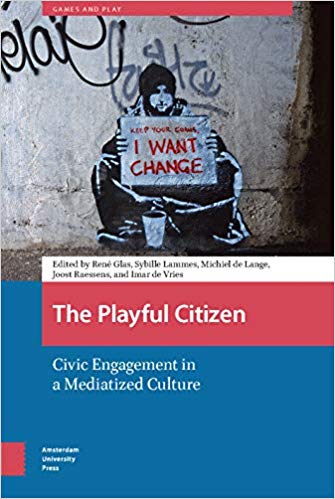 GAMES AND PLAY
KEEP YOUR COINS,
I WANT
CHANGE
Edited by René Glas, Sybille Lammes, Michiel de Lange,
Joost Raessens, and Imar de Vries
The Playful Citizen
Civic Engagement in
a Mediatized Culture
Amsterdam
University
Press